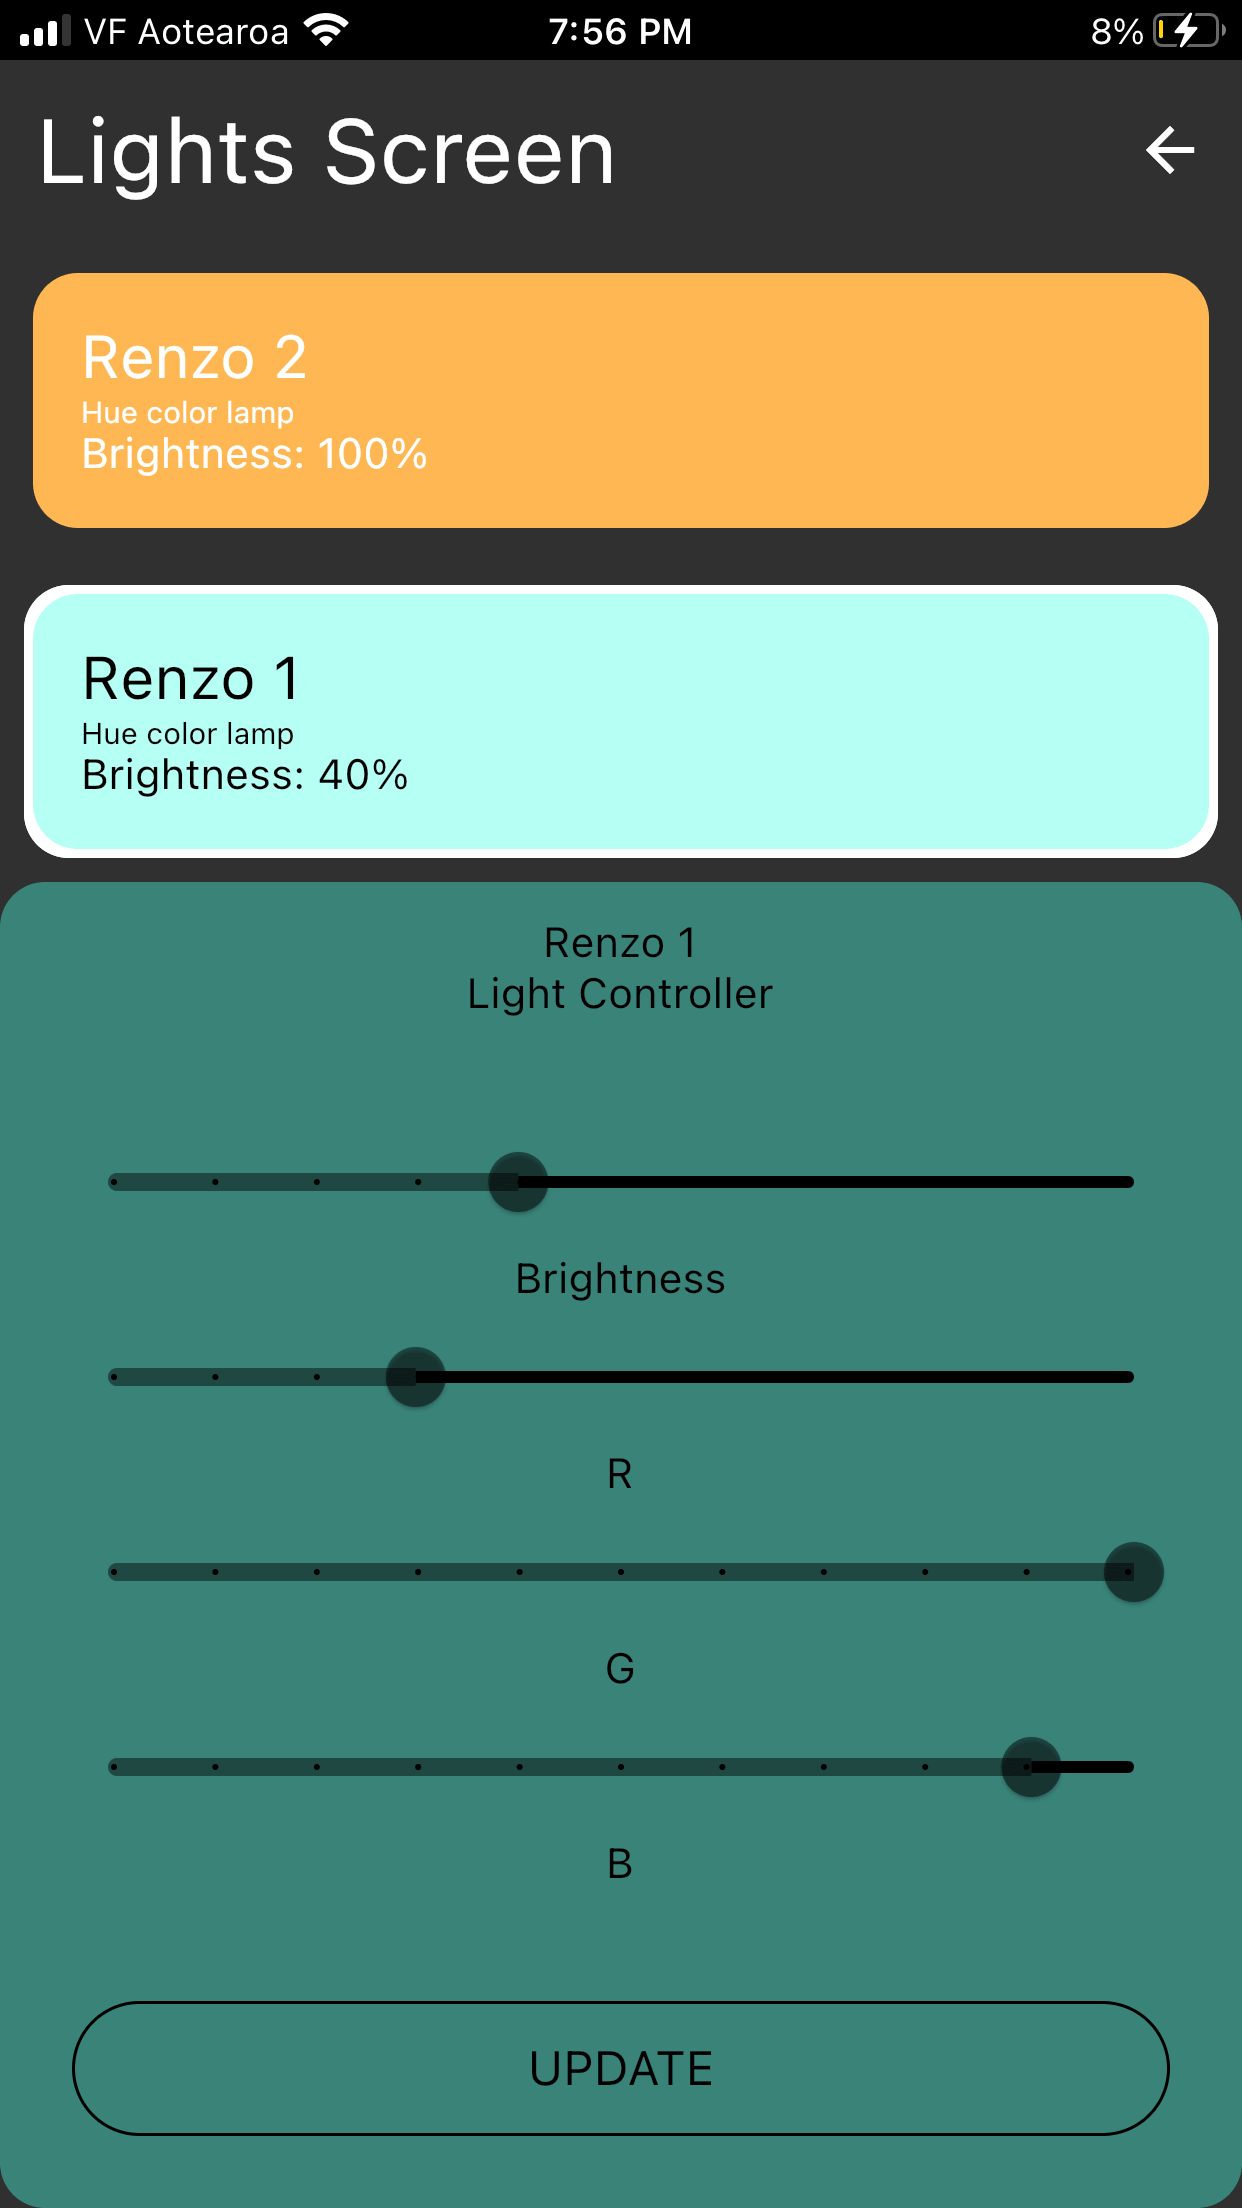 VF Aotearoa 7:56 PM 8%
Lights Screen
Renzo 2
Hue color lamp
Brightness: 100%
Renzo 1
Hue color lamp
Brightness: 40%
Renzo 1
Light Controller
Brightness
R
G
B
UPDATE